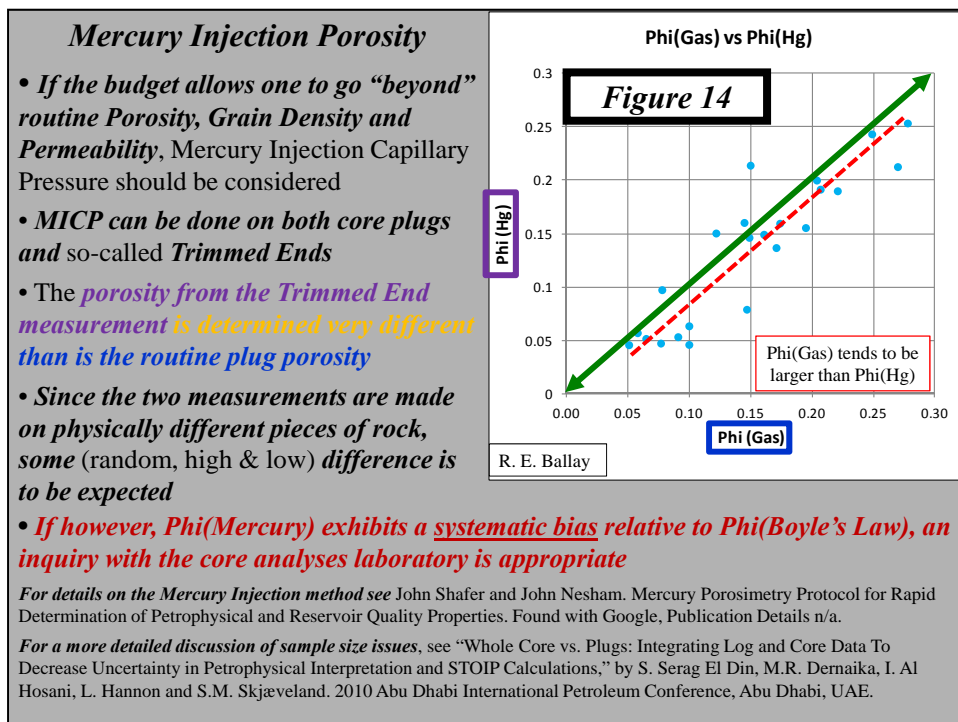 Mercury Injection Porosity
• If the budget allows one to go “beyond”
routine Porosity, Grain Density and
Permeability, Mercury Injection Capillary
Pressure should be considered
• MICP can be done on both core plugs
and so-called Trimmed Ends
• The porosity from the Trimmed End
measurement is determined very different
than is the routine plug porosity
• Since the two measurements are made
on physically different pieces of rock,
some (random, high & low) difference is
to be expected
• If however, Phi(Mercury) exhibits a systematic bias relative to Phi(Boyle’s Law), an
inquiry with the core analyses laboratory is appropriate
For details on the Mercury Injection method see John Shafer and John Nesham. Mercury Porosimetry Protocol for Rapid
Determination of Petrophysical and Reservoir Quality Properties. Found with Google, Publication Details n/a.
For a more detailed discussion of sample size issues, see “Whole Core vs. Plugs: Integrating Log and Core Data To
Decrease Uncertainty in Petrophysical Interpretation and STOIP Calculations,” by S. Serag El Din, M.R. Dernaika, I. Al
Hosani, L. Hannon and S.M. Skjæveland. 2010 Abu Dhabi International Petroleum Conference, Abu Dhabi, UAE.
Phi(Gas) vs Phi(Hg)
Figure 14
0.3
0.25
0.2
0.15
0.1
0.05
0
Phi (Hg)
0.00 0.05 0.10 0.15 0.20 0.25 0.30
Phi (Gas)
Phi(Gas) tends to be
larger than Phi(Hg)
R. E. Ballay